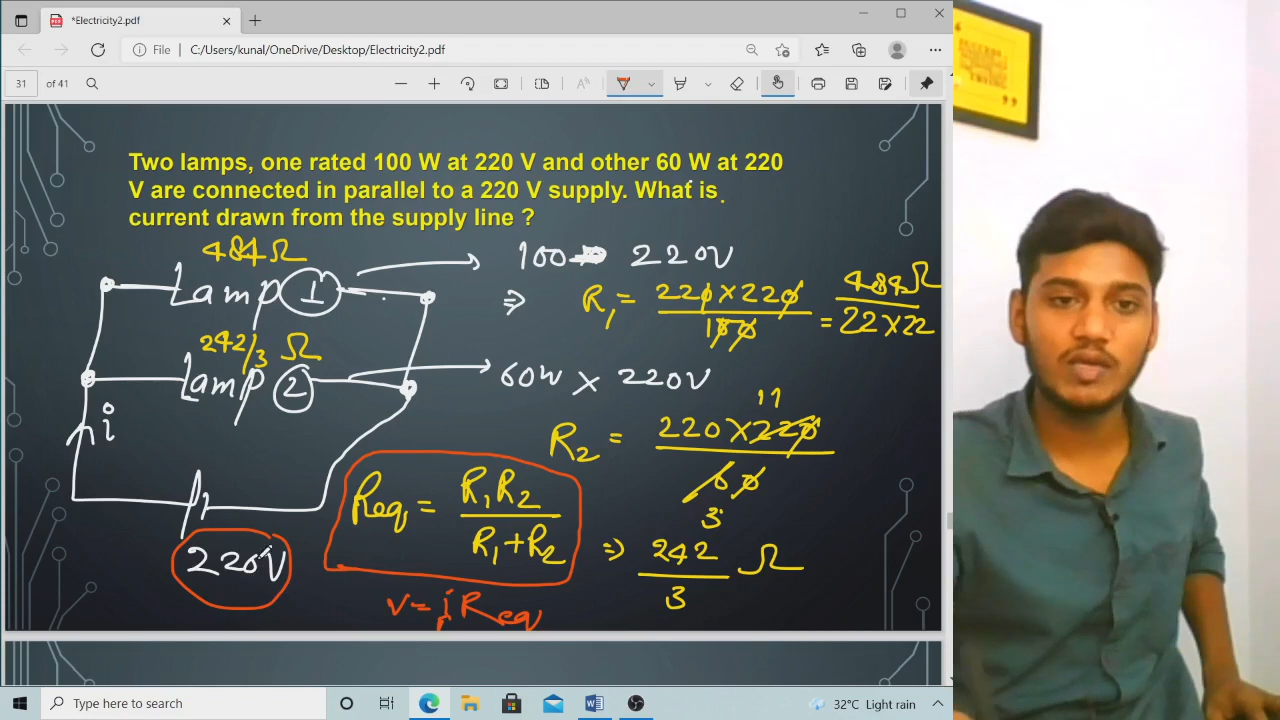 *Electricity2.pdf
File C:/Users/kunal/OneDrive/Desktop/Electricity2.pdf
31 of 41
Two lamps, one rated 100 W at 220 V and other 60 W at 220
V are connected in parallel to a 220 V supply. What is
current drawn from the supply line ?
484 Ω
Lamp 1
100 220V
⇒ R₁ = 220 × 220 / 100 = 484Ω / 22 × 22
242/3 Ω
Lamp 2
60W × 220V
i
R₂ = 220 × 220 / 60
11
3
Req = R₁R₂ / R₁+R₂
⇒ 242 / 3 Ω
220V
V = i Req
Type here to search
32°C Light rain